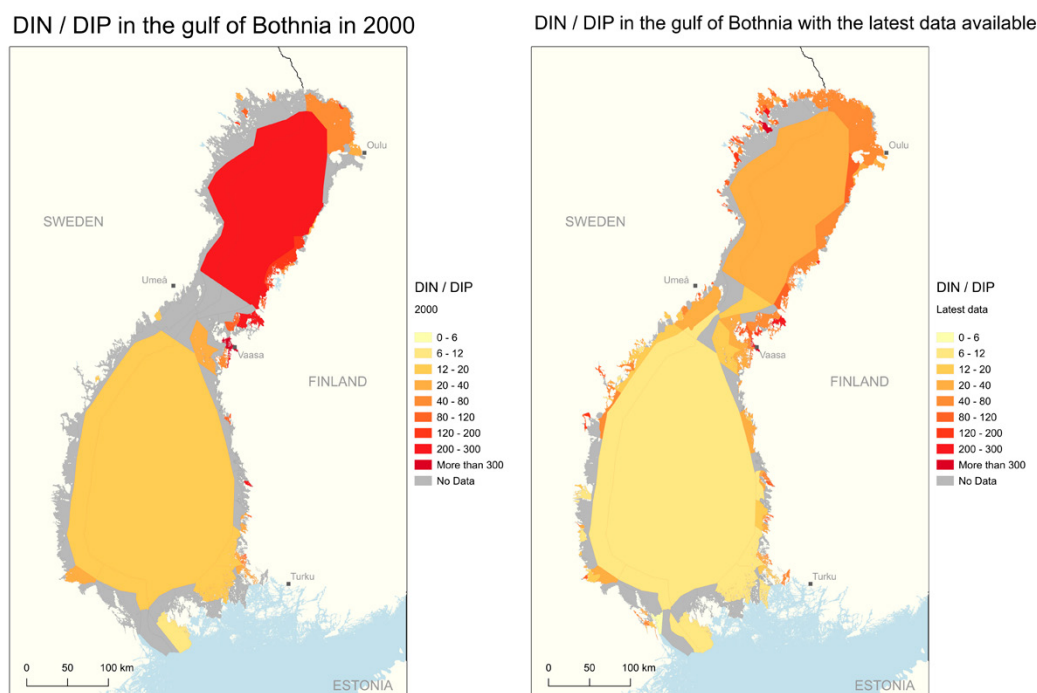 DIN / DIP in the gulf of Bothnia in 2000
SWEDEN
Oulu
Umeå
Vaasa
FINLAND
Turku
ESTONIA
0 50 100 km
DIN / DIP
2000
0 - 6
6 - 12
12 - 20
20 - 40
40 - 80
80 - 120
120 - 200
200 - 300
More than 300
No Data
DIN / DIP in the gulf of Bothnia with the latest data available
SWEDEN
Oulu
Umeå
Vaasa
FINLAND
Turku
ESTONIA
0 50 100 km
DIN / DIP
Latest data
0 - 6
6 - 12
12 - 20
20 - 40
40 - 80
80 - 120
120 - 200
200 - 300
More than 300
No Data